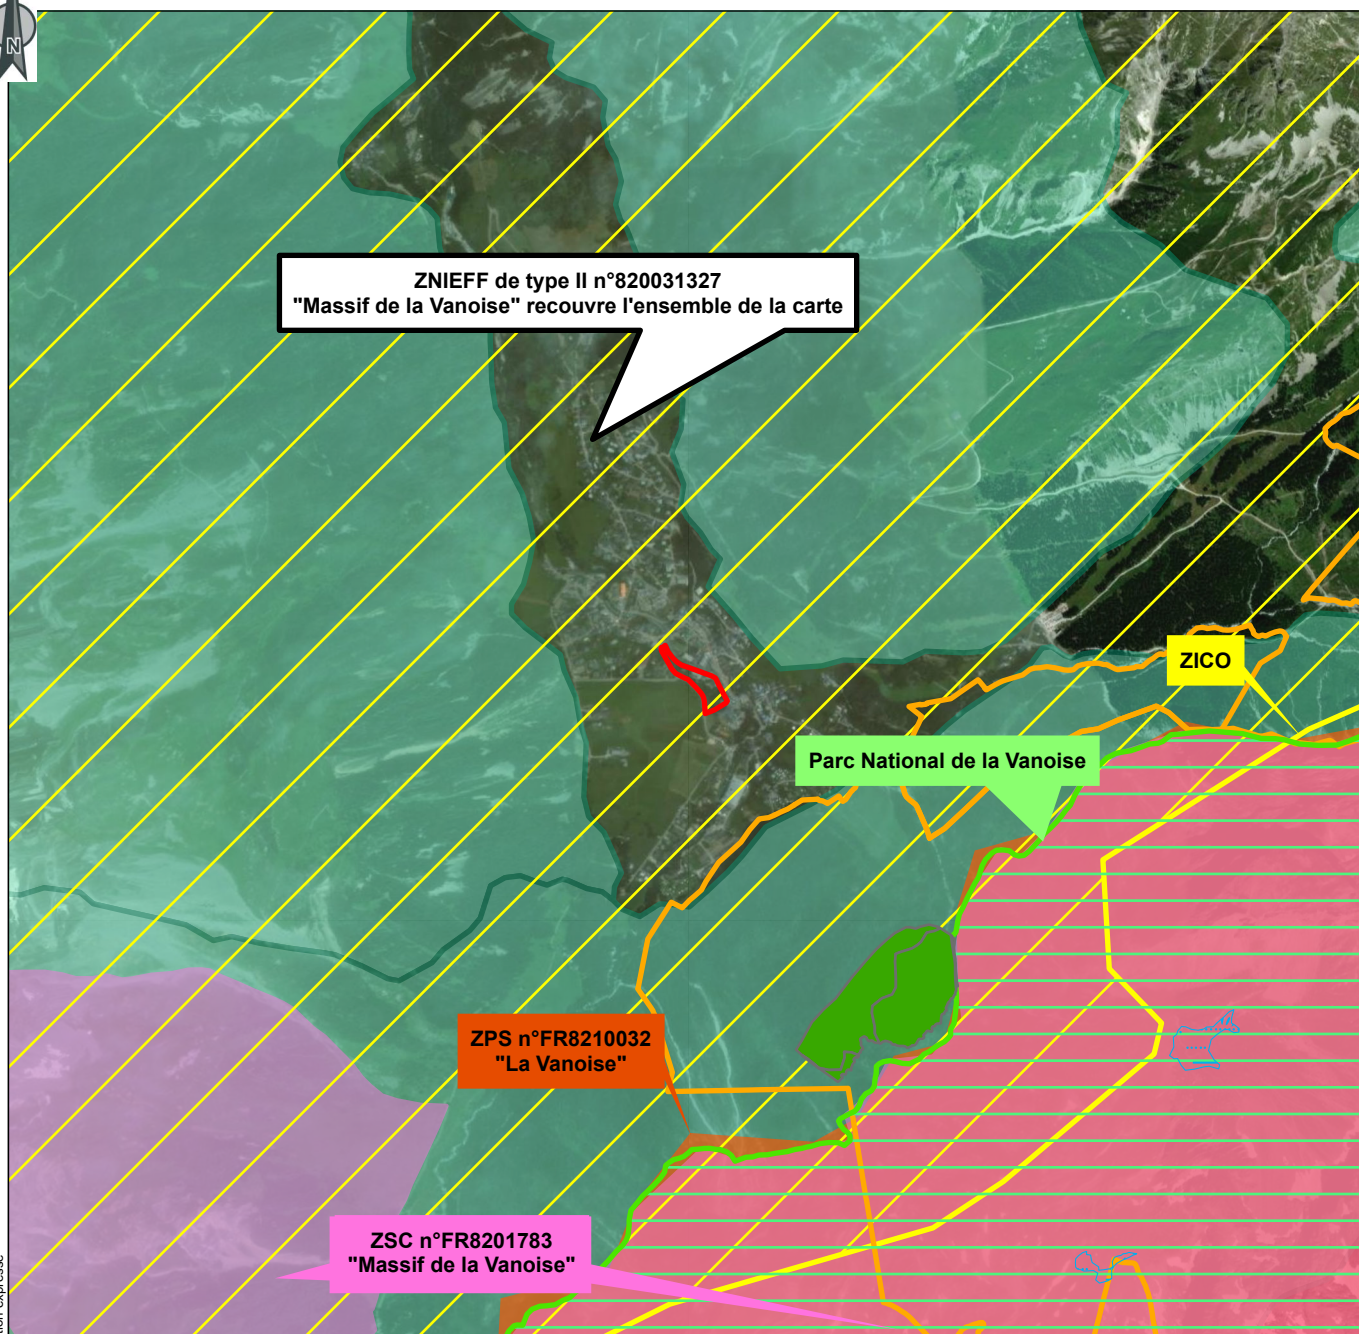 N
ZNIEFF de type II n°820031327
"Massif de la Vanoise" recouvre l'ensemble de la carte
ZICO
Parc National de la Vanoise
ZPS n°FR8210032
"La Vanoise"
ZSC n°FR8201783
"Massif de la Vanoise"
expresse